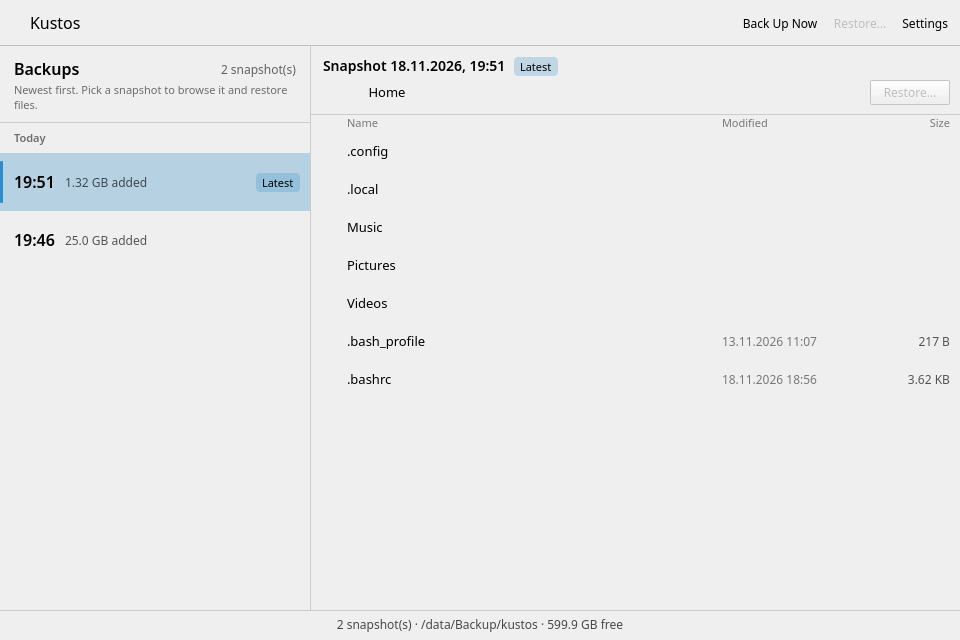 Kustos
Back Up Now Restore... Settings
Backups 2 snapshot(s)
Newest first. Pick a snapshot to browse it and restore
files.
Today
19:51 1.32 GB added Latest
19:46 25.0 GB added
Snapshot 18.11.2026, 19:51 Latest
Home Restore...
Name Modified Size
.config
.local
Music
Pictures
Videos
.bash_profile 13.11.2026 11:07 217 B
.bashrc 18.11.2026 18:56 3.62 KB
2 snapshot(s) · /data/Backup/kustos · 599.9 GB free